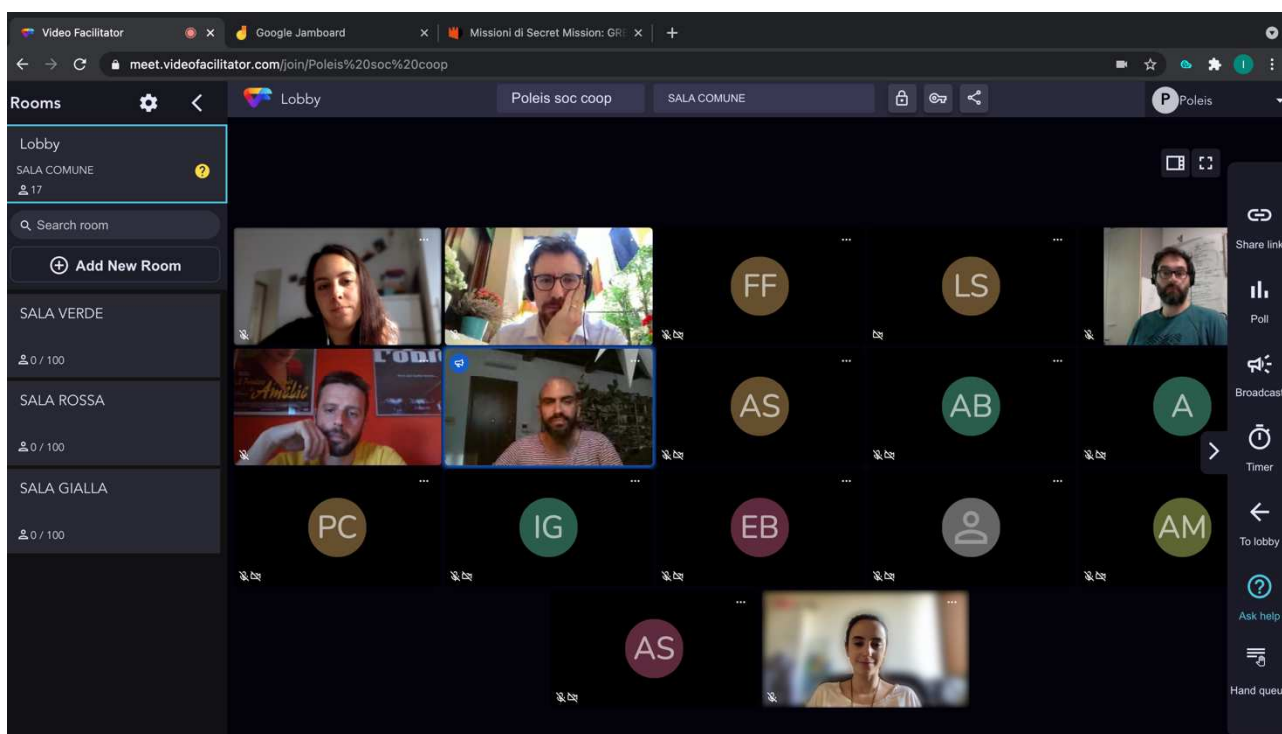 Video Facilitator
Google Jamboard
Missioni di Secret Mission: GRE
meet.videofacilitator.com/join/Poleis%20soc%20coop
Rooms
Lobby
Poleis soc coop
SALA COMUNE
P Poleis
Lobby
SALA COMUNE
?
17
Search room
Add New Room
SALA VERDE
0 / 100
SALA ROSSA
0 / 100
SALA GIALLA
0 / 100
FF
LS
AS
AB
A
PC
IG
EB
AM
AS
Amélie
Share link
Poll
Broadcast
Timer
To lobby
Ask help
Hand queu
I